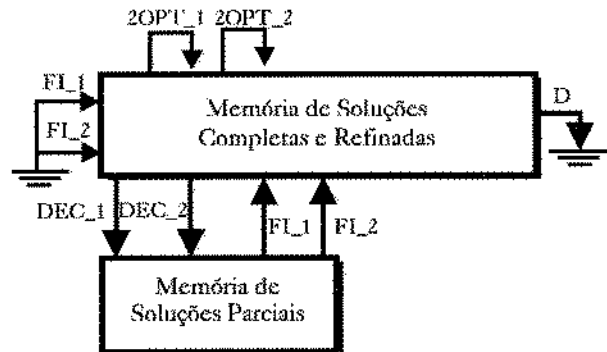 2OPT_1 2OPT_2
FI_1
FI_2
Memória de Soluções
Completas e Refinadas
D
DEC_1 DEC_2 FI_1 FI_2
Memória de
Soluções Parciais